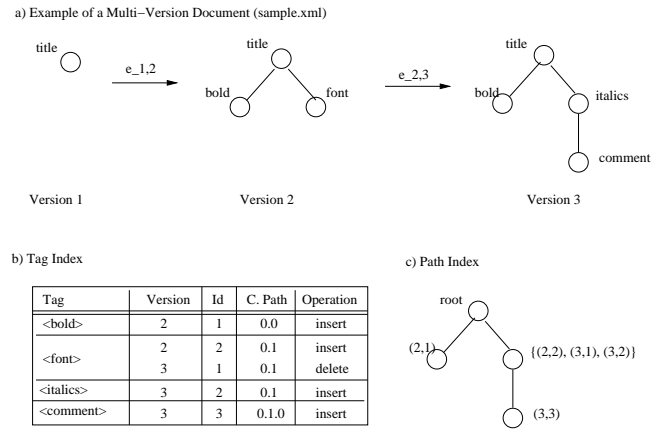 a) Example of a Multi−Version Document (sample.xml)
title
e_1,2
title
bold
font
e_2,3
title
bold
italics
comment
Version 1
Version 2
Version 3
b) Tag Index
Tag Version Id C. Path Operation
<bold> 2 1 0.0 insert
<font>
2 2 0.1 insert
3 1 0.1 delete
<italics> 3 2 0.1 insert
<comment> 3 3 0.1.0 insert
c) Path Index
root
(2,1)
{(2,2), (3,1), (3,2)}
(3,3)